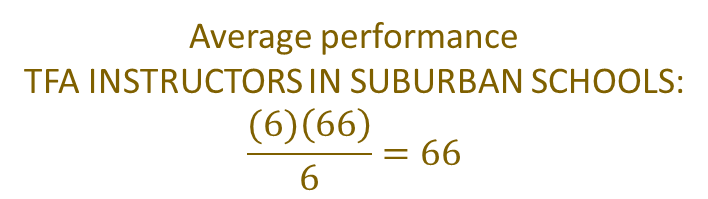 Average performance
TFA INSTRUCTORS IN SUBURBAN SCHOOLS:
(6)(66)
6
= 66